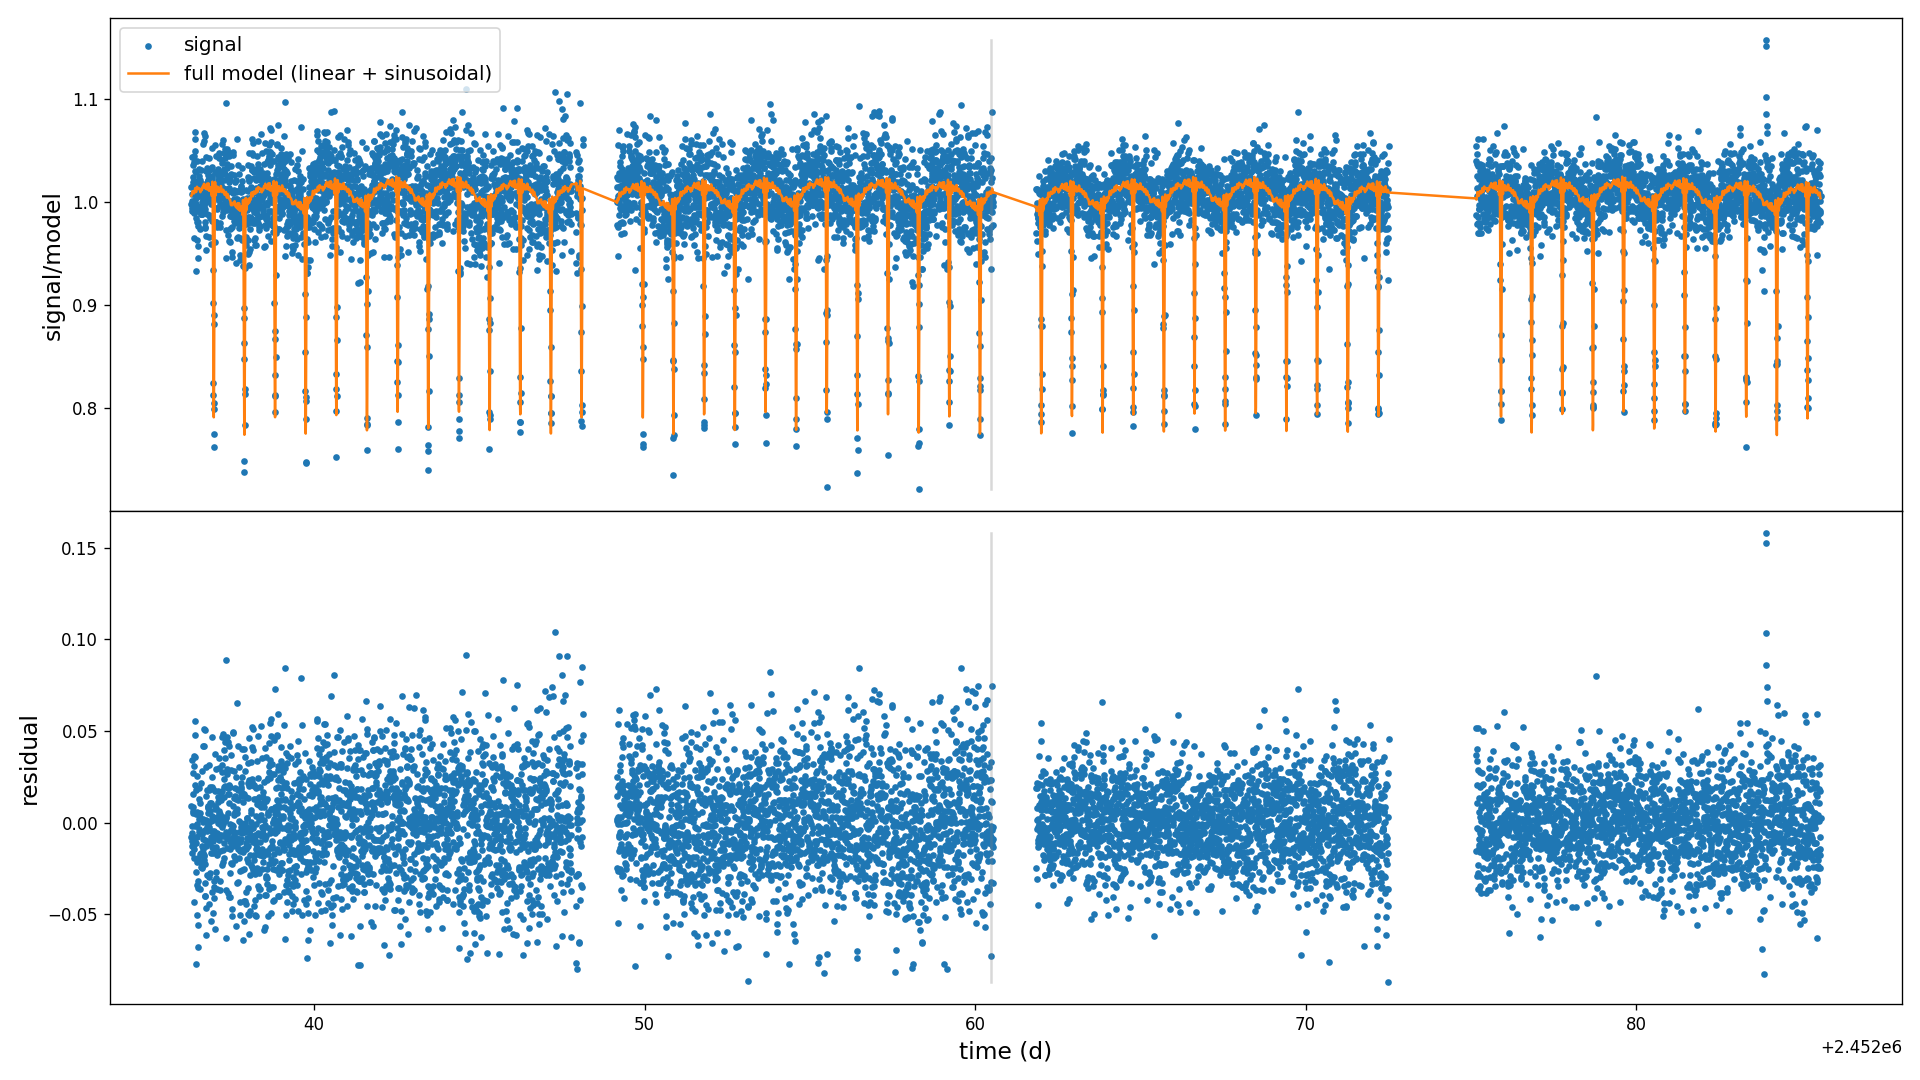 signal
full model (linear + sinusoidal)
signal/model
1.1
1.0
0.9
0.8
residual
0.15
0.10
0.05
0.00
−0.05
40
50
60
70
80
time (d)
+2.452e6